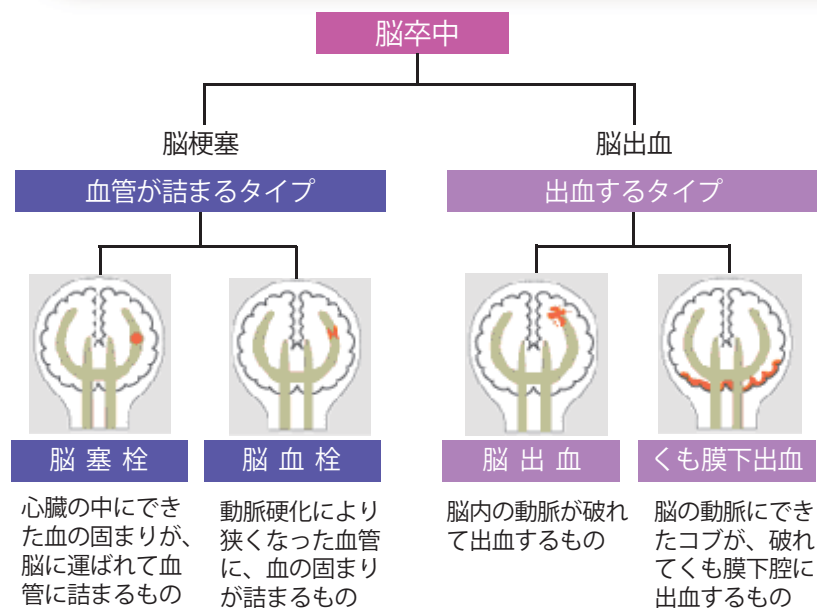 脳卒中
脳梗塞
脳出血
血管が詰まるタイプ
出血するタイプ
脳塞栓
脳血栓
脳出血
くも膜下出血
心臓の中にでき
た血の固まりが、
脳に運ばれて血
管に詰まるもの
動脈硬化により
狭くなった血管
に、血の固まり
が詰まるもの
脳内の動脈が破れ
て出血するもの
脳の動脈にでき
たコブが、破れ
てくも膜下腔に
出血するもの